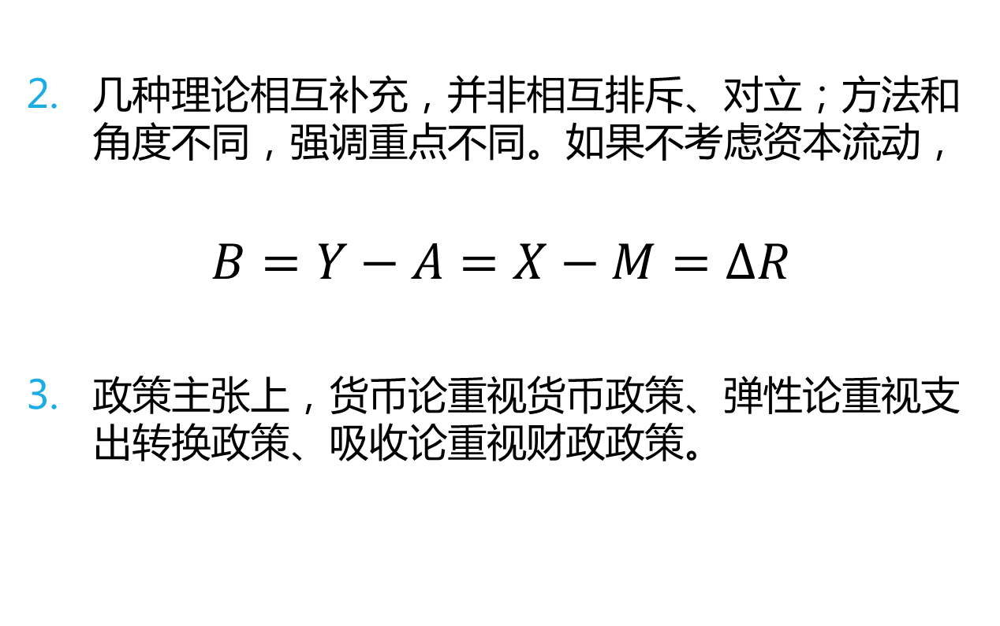 2. 几种理论相互补充，并非相互排斥、对立；方法和
角度不同，强调重点不同。如果不考虑资本流动，
B = Y − A = X − M = ΔR
3. 政策主张上，货币论重视货币政策、弹性论重视支
出转换政策、吸收论重视财政政策。